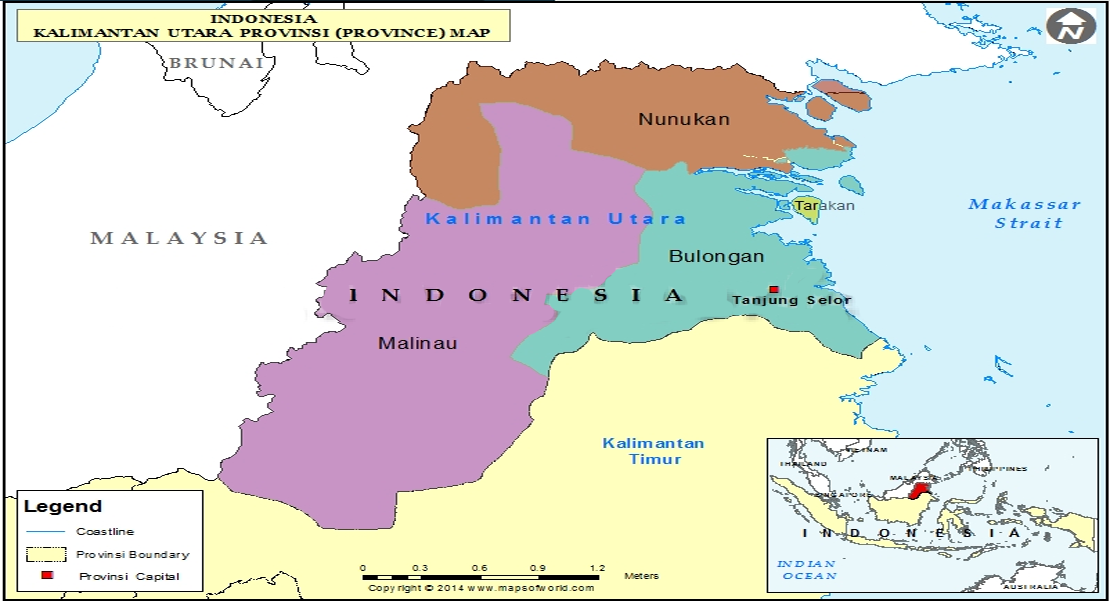 INDONESIA
KALIMANTAN UTARA PROVINSI (PROVINCE) MAP
N
BRUNAI
Nunukan
Tarakan
Makassar
Strait
Kalimantan Utara
MALAYSIA
Bulongan
INDONESIA
Tanjung Selor
Malinau
Kalimantan
Timur
Legend
Coastline
Provinsi Boundary
Provinsi Capital
0 0.3 0.6 0.9 1.2
Meters
Copyright © 2014 www.mapsofworld.com
VIETNAM
THAILAND
PHILIPPINES
MALAYSIA
SINGAPORE
INDONESIA
INDIAN
OCEAN
AUSTRALIA